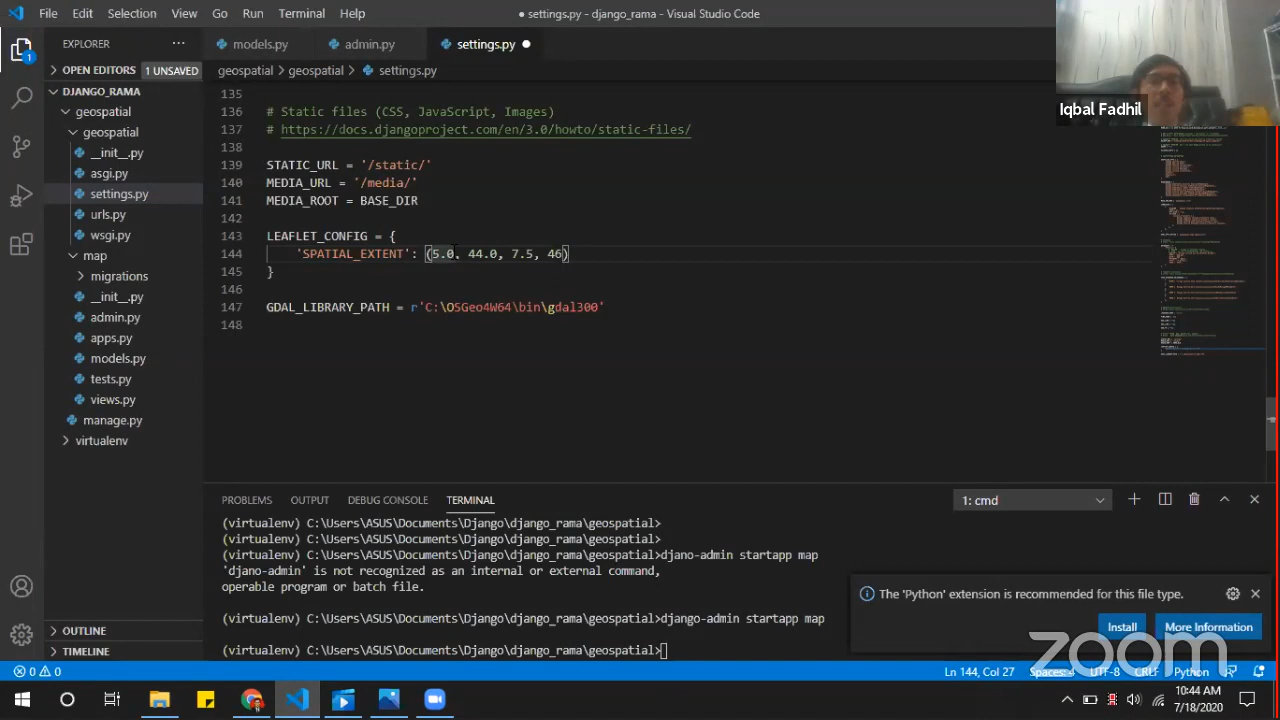 File Edit Selection View Go Run Terminal Help
● settings.py - django_rama - Visual Studio Code
EXPLORER
models.py admin.py settings.py
OPEN EDITORS 1 UNSAVED
geospatial > geospatial > settings.py
DJANGO_RAMA
geospatial
geospatial
__init__.py
asgi.py
settings.py
urls.py
wsgi.py
map
migrations
__init__.py
admin.py
apps.py
models.py
tests.py
views.py
manage.py
virtualenv
OUTLINE
TIMELINE
135
136 # Static files (CSS, JavaScript, Images)
137 # https://docs.djangoproject.com/en/3.0/howto/static-files/
138
139 STATIC_URL = '/static/'
140 MEDIA_URL = '/media/'
141 MEDIA_ROOT = BASE_DIR
142
143 LEAFLET_CONFIG = {
144 'SPATIAL_EXTENT': (5.0, 44.0, 7.5, 46)
145 }
146
147 GDAL_LIBRARY_PATH = r'C:\OSGeo4W64\bin\gdal300'
148
Iqbal Fadhil
PROBLEMS OUTPUT DEBUG CONSOLE TERMINAL
1: cmd
(virtualenv) C:\Users\ASUS\Documents\Django\django_rama\geospatial>
(virtualenv) C:\Users\ASUS\Documents\Django\django_rama\geospatial>
(virtualenv) C:\Users\ASUS\Documents\Django\django_rama\geospatial>djano-admin startapp map
'djano-admin' is not recognized as an internal or external command,
operable program or batch file.
(virtualenv) C:\Users\ASUS\Documents\Django\django_rama\geospatial>django-admin startapp map
(virtualenv) C:\Users\ASUS\Documents\Django\django_rama\geospatial>
The 'Python' extension is recommended for this file type.
Install More Information
zoom
0 0
Ln 144, Col 27 Spaces: 4 UTF-8 CRLF Python
1
10:44 AM
7/18/2020